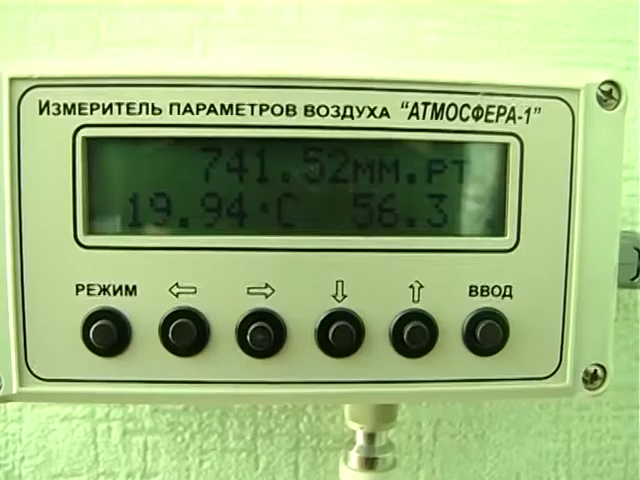 ИЗМЕРИТЕЛЬ ПАРАМЕТРОВ ВОЗДУХА "АТМОСФЕРА-1"
741.52мм.рт
19.94°C 56.3
РЕЖИМ ⇦ ⇨ ⇩ ⇧ ВВОД